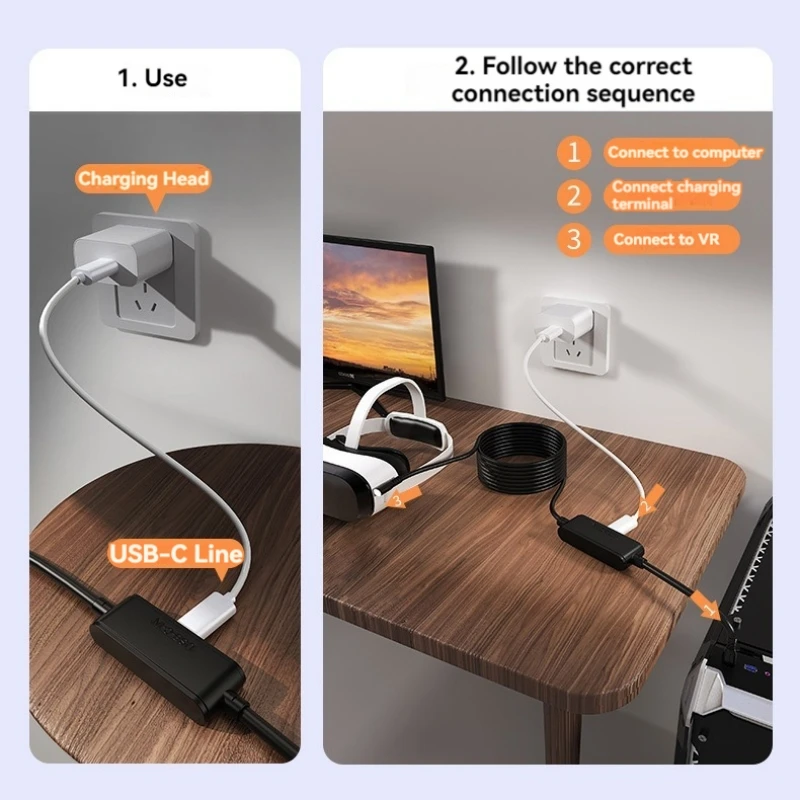 1. Use
Charging Head
USB-C Line
2. Follow the correct
connection sequence
1 Connect to computer
2 Connect charging
terminal
3 Connect to VR
3
2
1